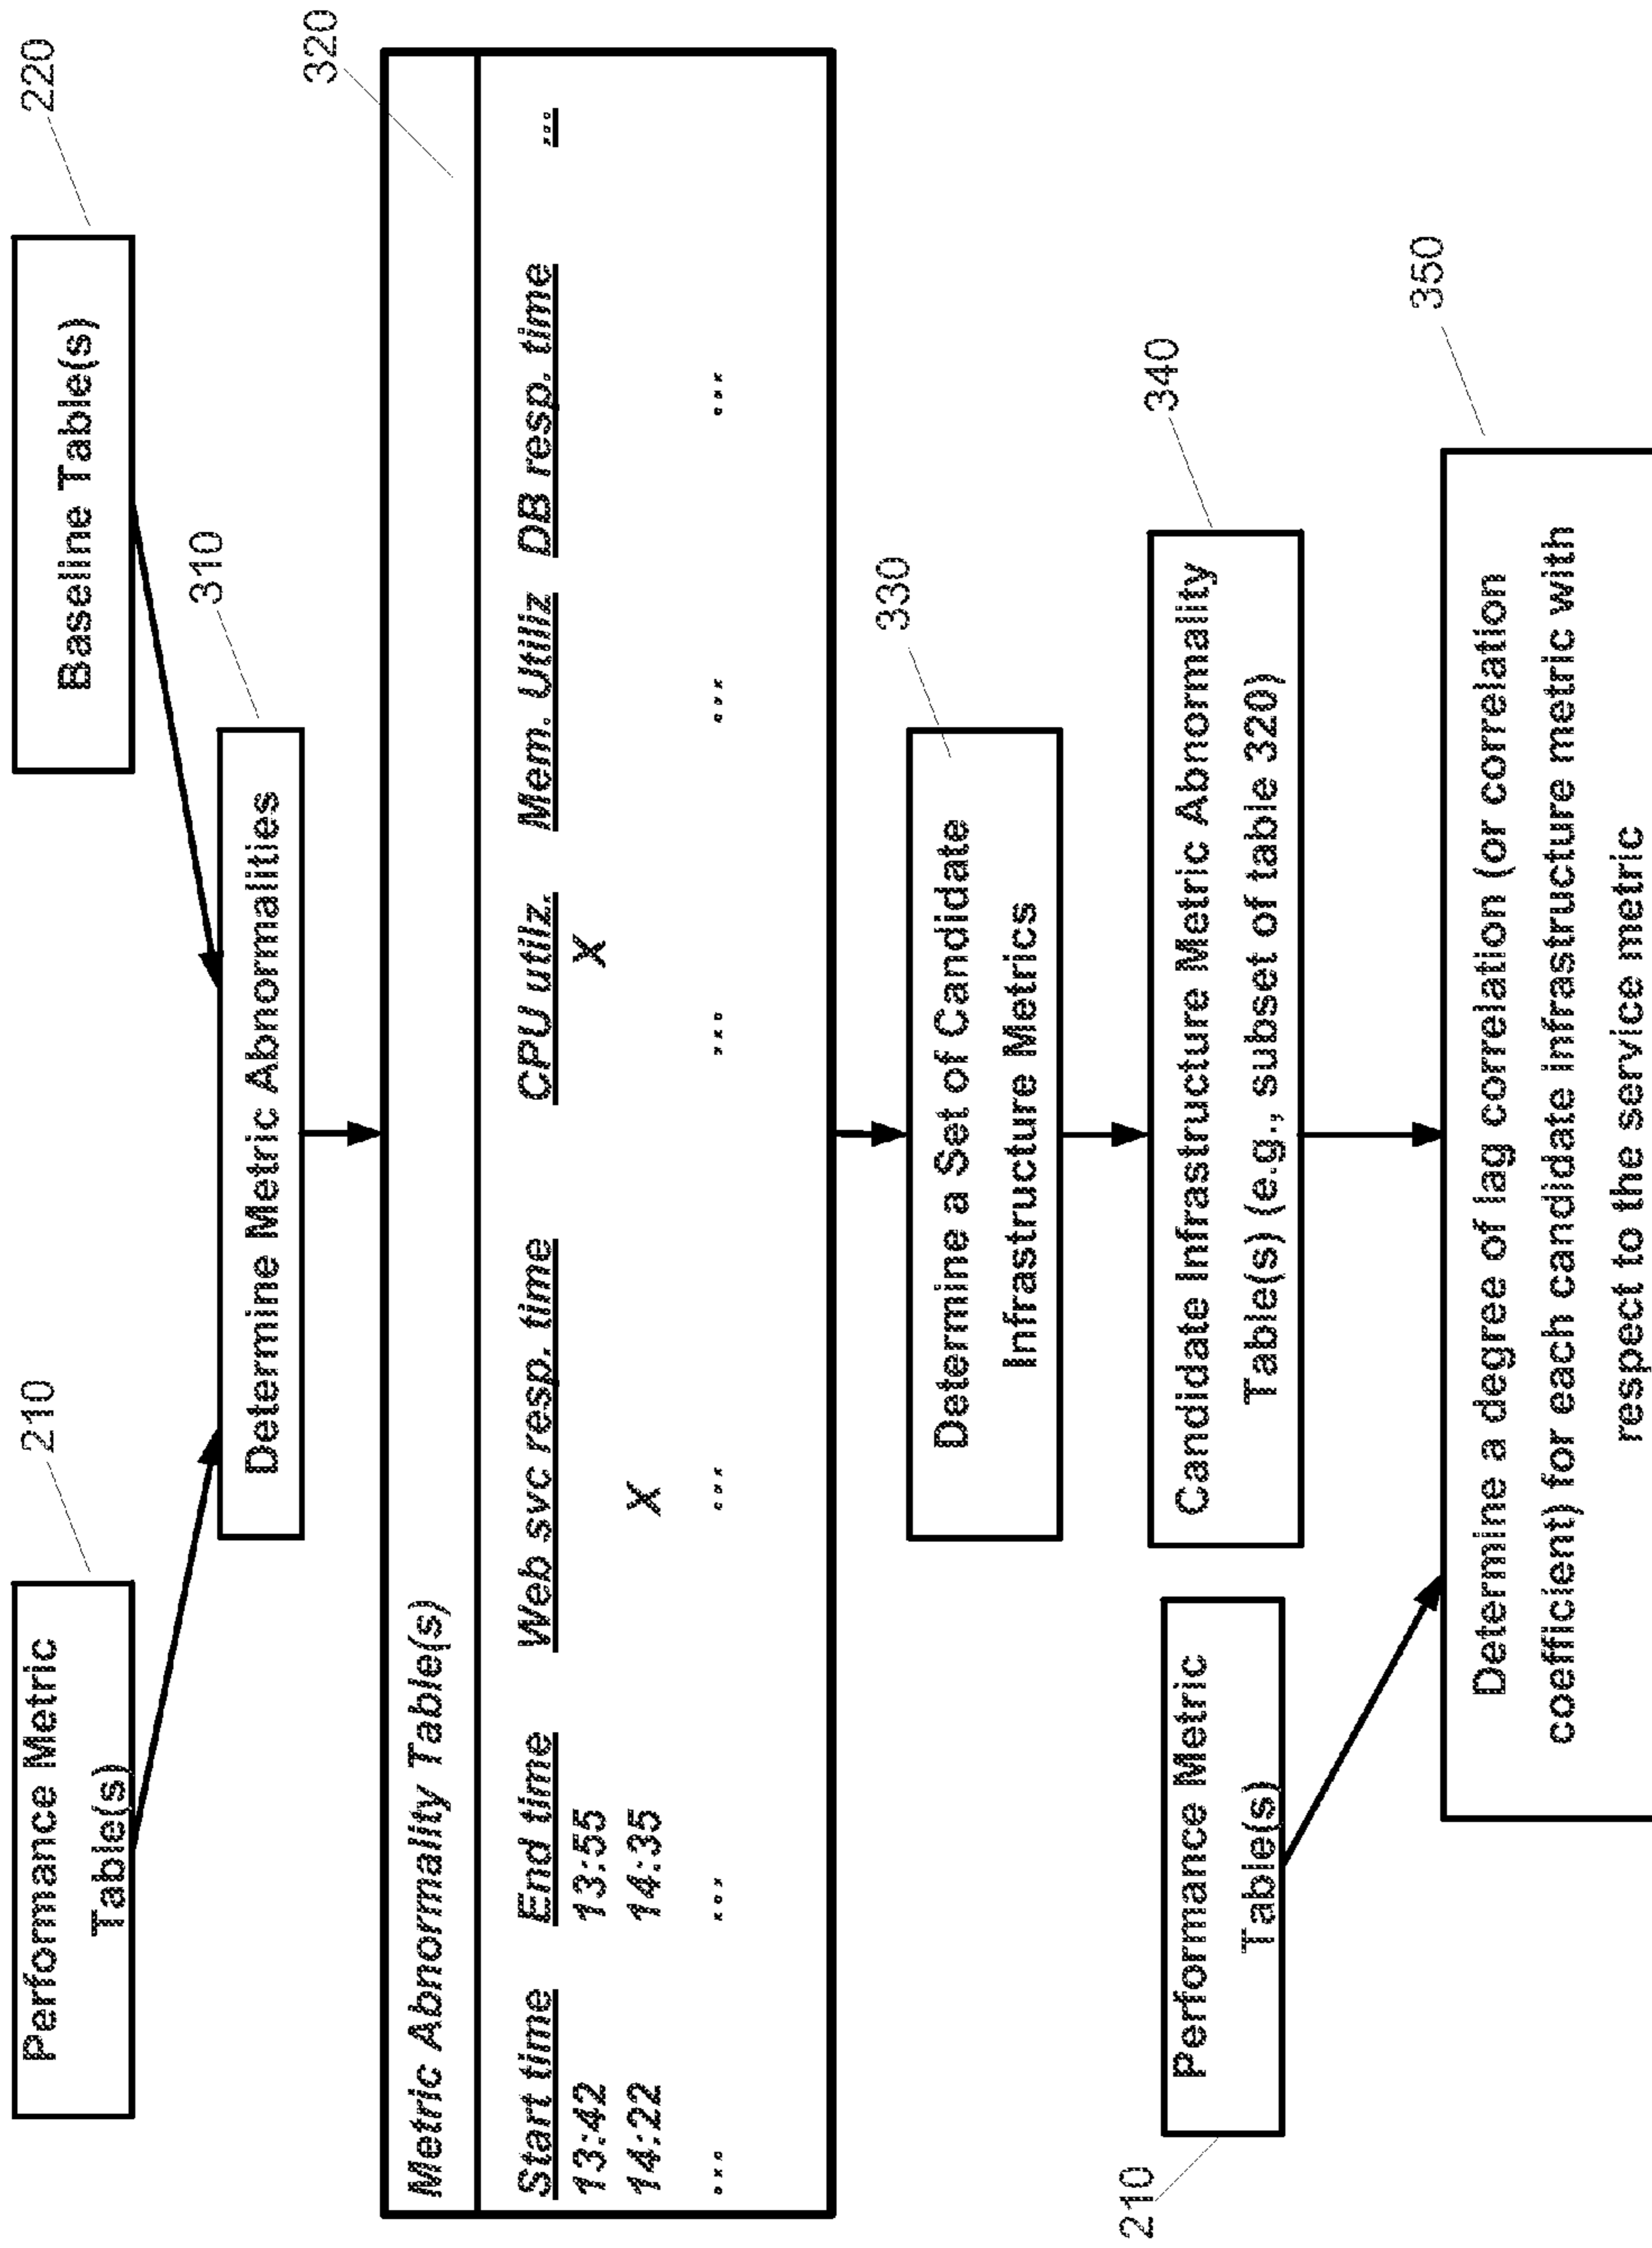 210
220
Performance Metric
Table(s)
Baseline Table(s)
310
Determine Metric Abnormalities
320
Metric Abnormality Table(s)
Start time End time Web svc resp. time CPU utiliz. Mem. Utiliz DB resp. time ...
13:42 13:55 X
14:22 14:35 X
... ... ... ... ... ...
330
Determine a Set of Candidate
Infrastructure Metrics
340
Candidate Infrastructure Metric Abnormality
Table(s) (e.g., subset of table 320)
210
Performance Metric
Table(s)
350
Determine a degree of lag correlation (or correlation
coefficient) for each candidate infrastructure metric with
respect to the service metric